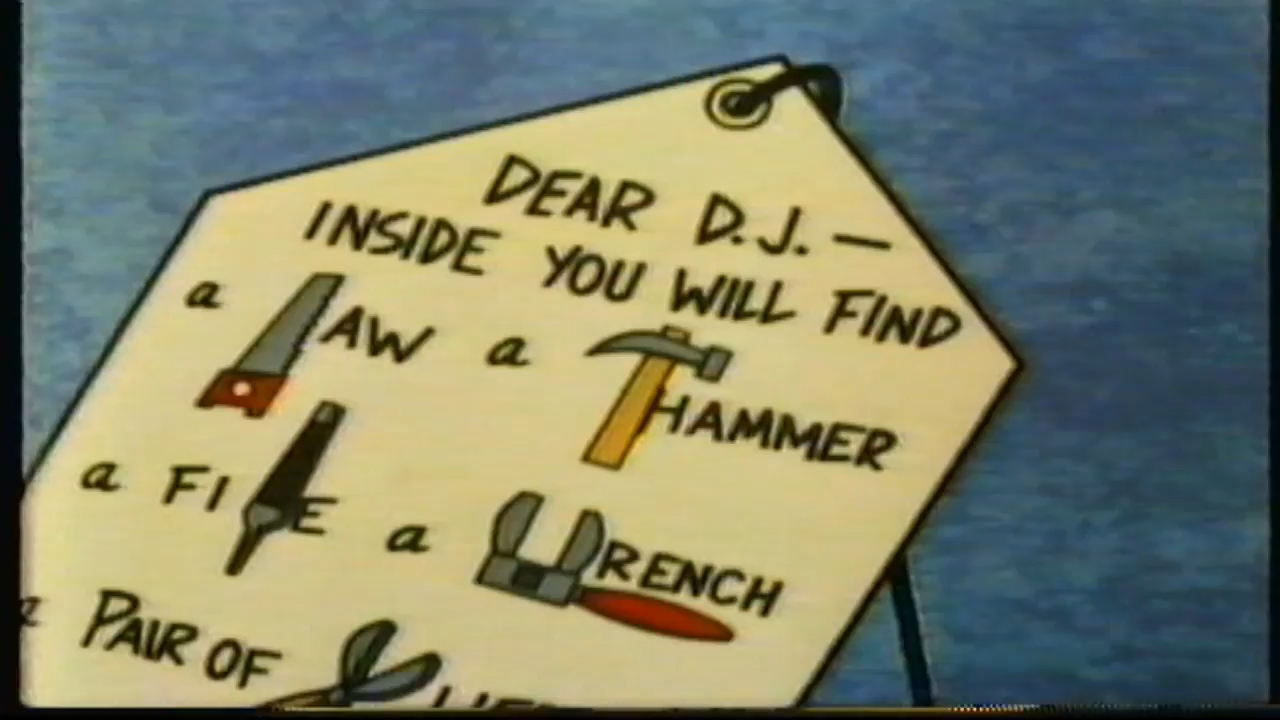 DEAR D.J. —
INSIDE YOU WILL FIND
a AW a HAMMER
a FI E a RENCH
a PAIR OF